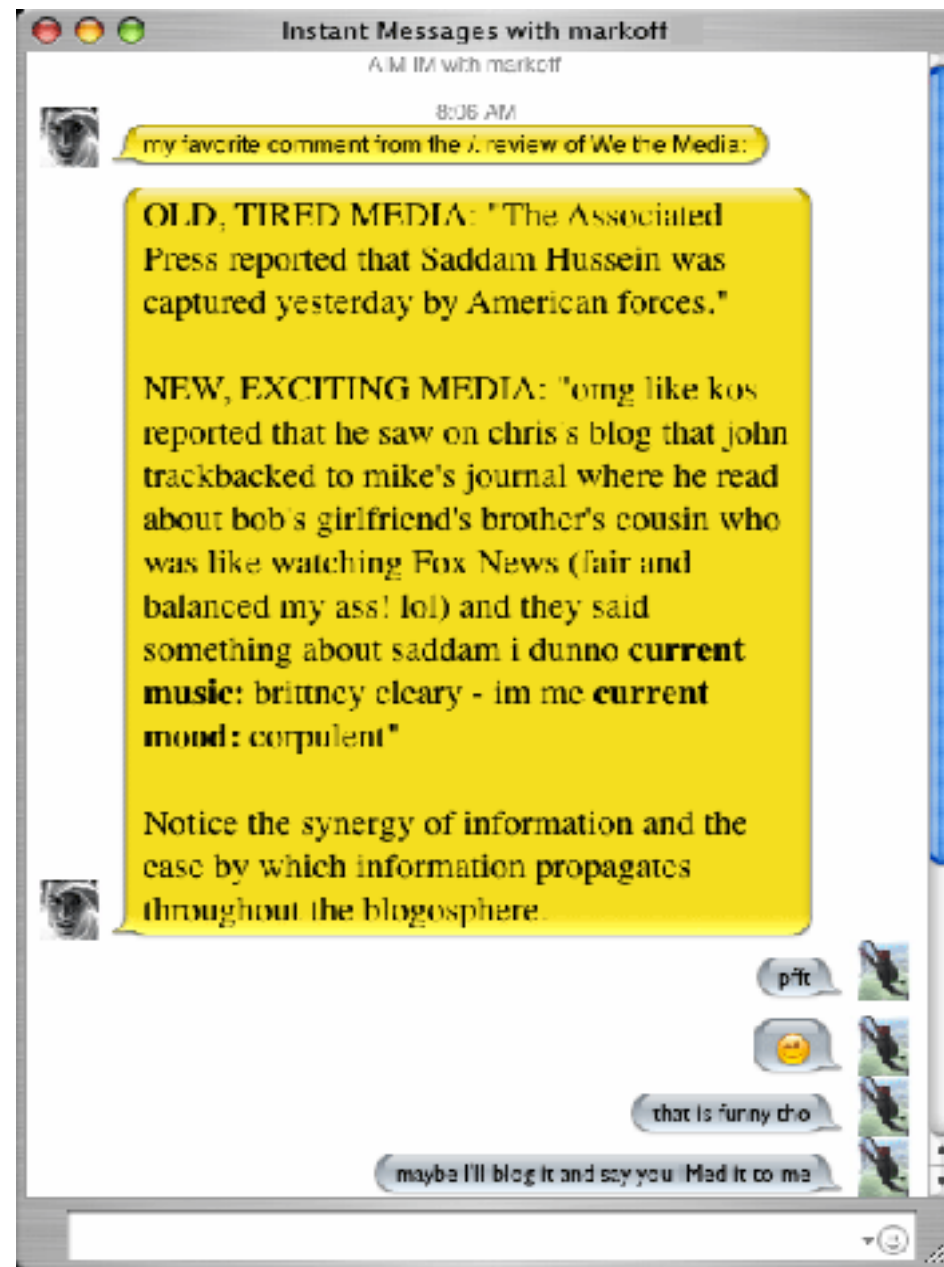 Instant Messages with markoff
AIM IM with markoff
8:06 AM
my favorite comment from the /. review of We the Media:
OLD, TIRED MEDIA: "The Associated
Press reported that Saddam Hussein was
captured yesterday by American forces."
NEW, EXCITING MEDIA: "omg like kos
reported that he saw on chris's blog that john
trackbacked to mike's journal where he read
about bob's girlfriend's brother's cousin who
was like watching Fox News (fair and
balanced my ass! lol) and they said
something about saddam i dunno current
music: brittney cleary - im me current
mood: corpulent"
Notice the synergy of information and the
ease by which information propagates
throughout the blogosphere.
pfft
that is funny tho
maybe I'll blog it and say you IMed it to me